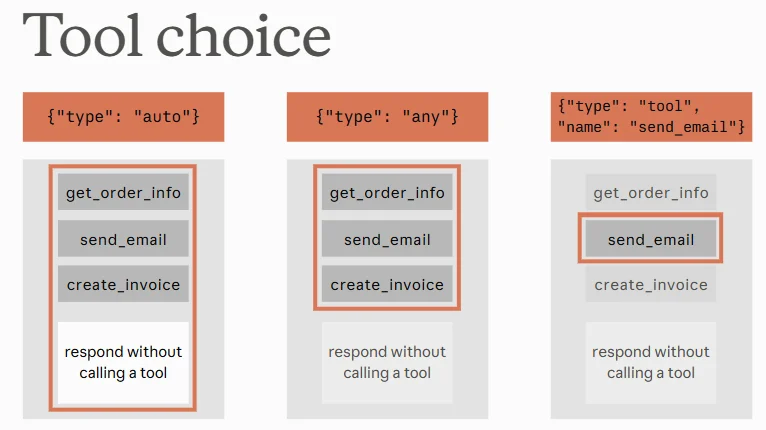 Tool choice
{"type": "auto"}
get_order_info
send_email
create_invoice
respond without
calling a tool
{"type": "any"}
get_order_info
send_email
create_invoice
respond without
calling a tool
{"type": "tool",
"name": "send_email"}
get_order_info
send_email
create_invoice
respond without
calling a tool